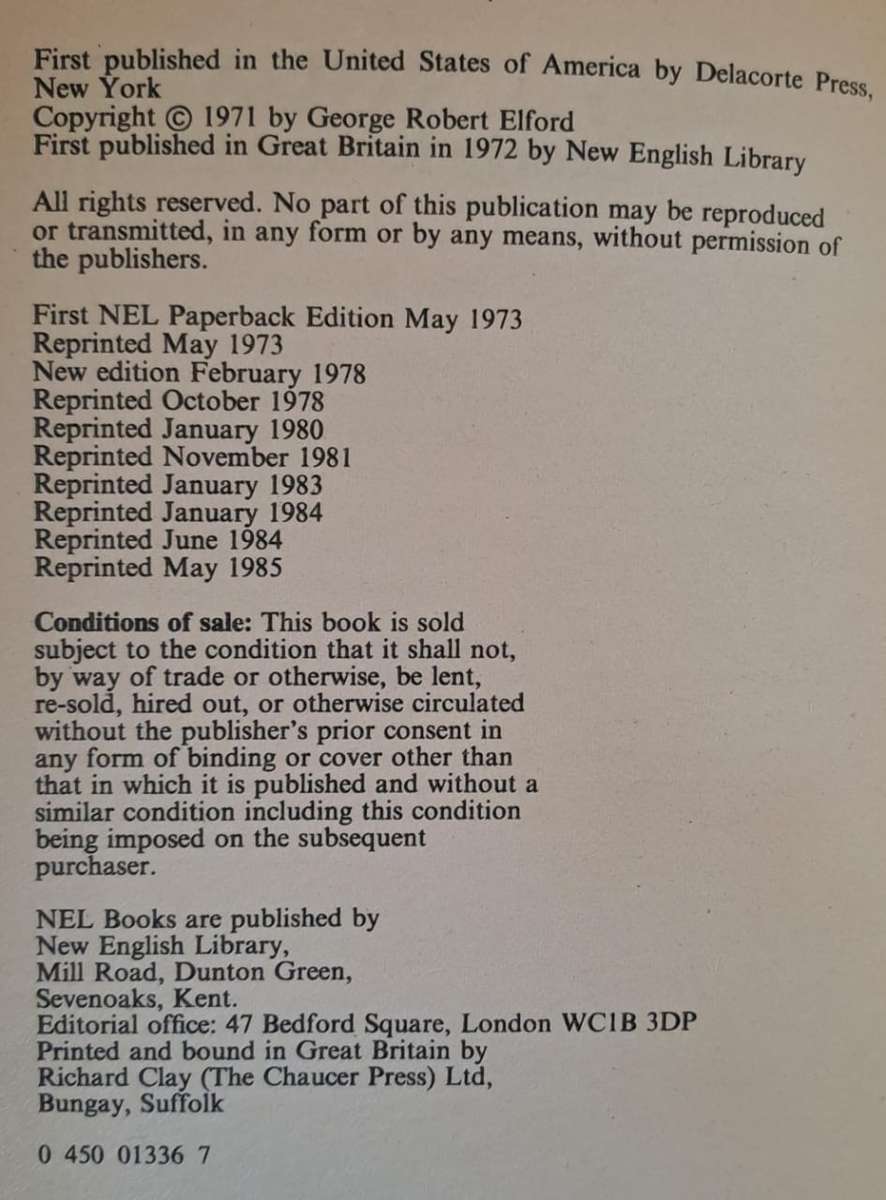 First published in the United States of America by Delacorte Press,
New York
Copyright © 1971 by George Robert Elford
First published in Great Britain in 1972 by New English Library
All rights reserved. No part of this publication may be reproduced
or transmitted, in any form or by any means, without permission of
the publishers.
First NEL Paperback Edition May 1973
Reprinted May 1973
New edition February 1978
Reprinted October 1978
Reprinted January 1980
Reprinted November 1981
Reprinted January 1983
Reprinted January 1984
Reprinted June 1984
Reprinted May 1985
Conditions of sale: This book is sold
subject to the condition that it shall not,
by way of trade or otherwise, be lent,
re-sold, hired out, or otherwise circulated
without the publisher's prior consent in
any form of binding or cover other than
that in which it is published and without a
similar condition including this condition
being imposed on the subsequent
purchaser.
NEL Books are published by
New English Library,
Mill Road, Dunton Green,
Sevenoaks, Kent.
Editorial office: 47 Bedford Square, London WC1B 3DP
Printed and bound in Great Britain by
Richard Clay (The Chaucer Press) Ltd,
Bungay, Suffolk
0 450 01336 7